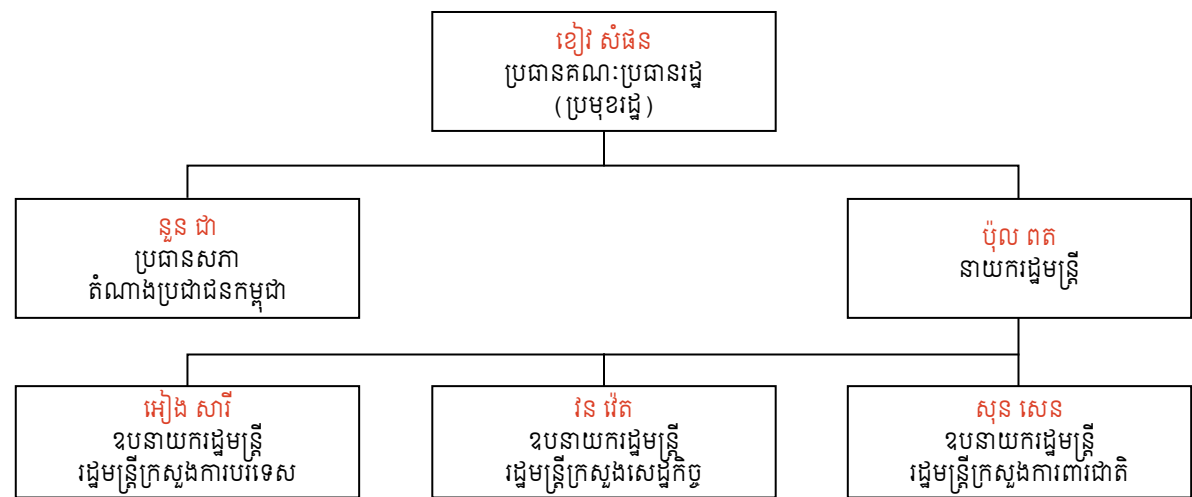 ខៀវ សំផន
ប្រធានគណៈប្រធានរដ្ឋ
(ប្រមុខរដ្ឋ)
នួន ជា
ប្រធានសភា
តំណាងប្រជាជនកម្ពុជា
ប៉ុល ពត
នាយករដ្ឋមន្ត្រី
អៀង សារី
ឧបនាយករដ្ឋមន្ត្រី
រដ្ឋមន្ត្រីក្រសួងការបរទេស
វន វ៉េត
ឧបនាយករដ្ឋមន្ត្រី
រដ្ឋមន្ត្រីក្រសួងសេដ្ឋកិច្ច
សុន សេន
ឧបនាយករដ្ឋមន្ត្រី
រដ្ឋមន្ត្រីក្រសួងការពារជាតិ